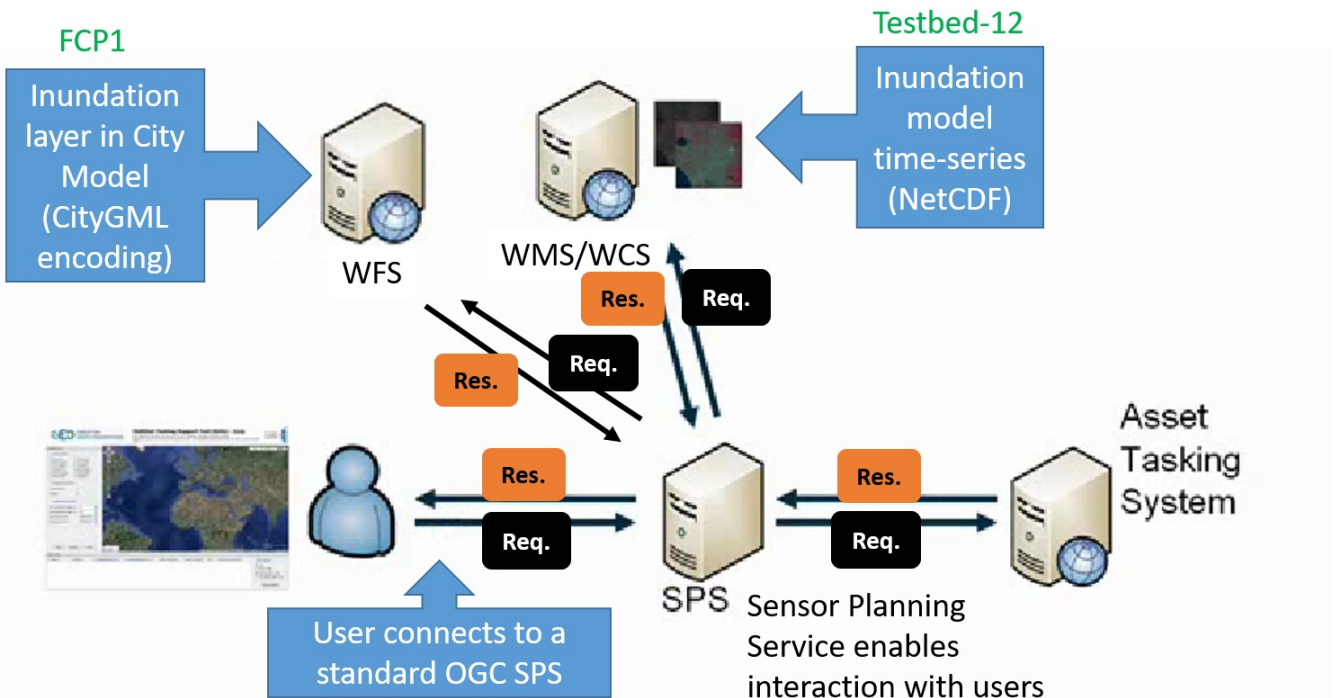 FCP1
Inundation
layer in City
Model
(CityGML
encoding)
WFS
WMS/WCS
Testbed-12
Inundation
model
time-series
(NetCDF)
Res.
Req.
Res.
Req.
Res.
Req.
Res.
Req.
Asset
Tasking
System
SPS
Sensor Planning
Service enables
interaction with users
User connects to a
standard OGC SPS